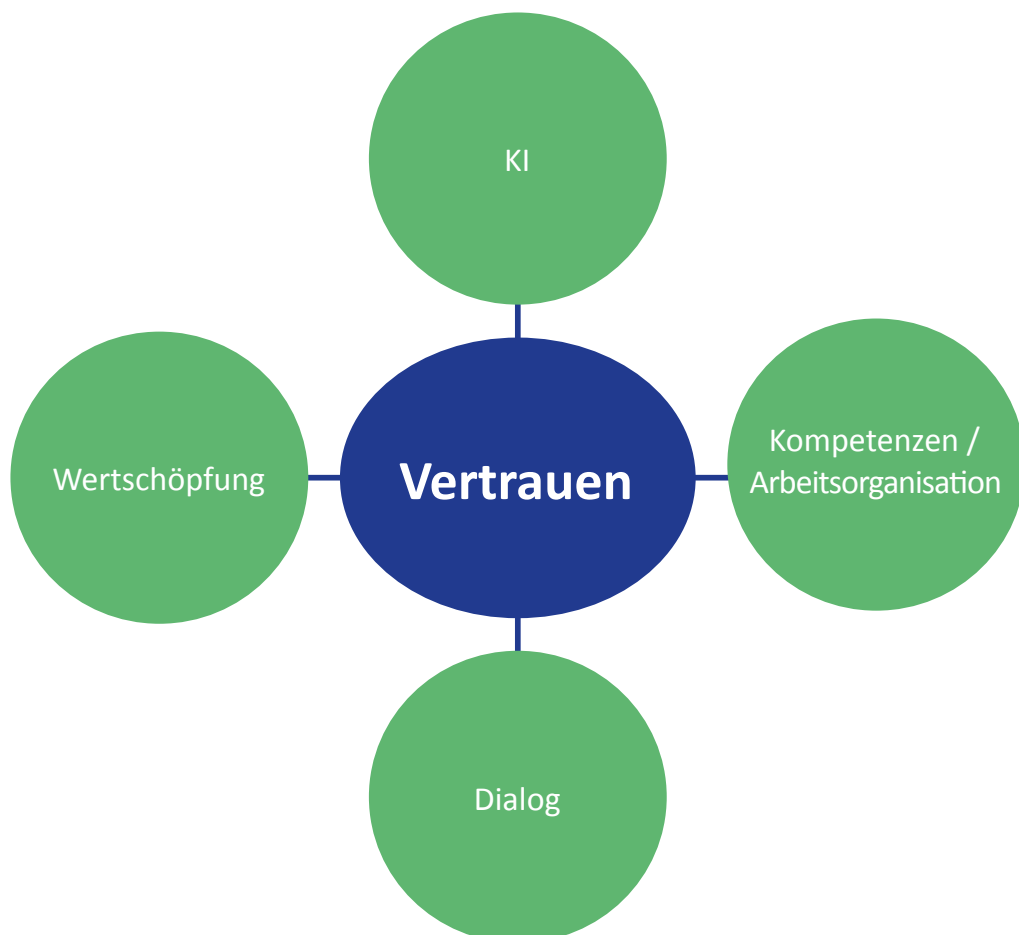 KI
Wertschöpfung
Vertrauen
Kompetenzen /
Arbeitsorganisation
Dialog